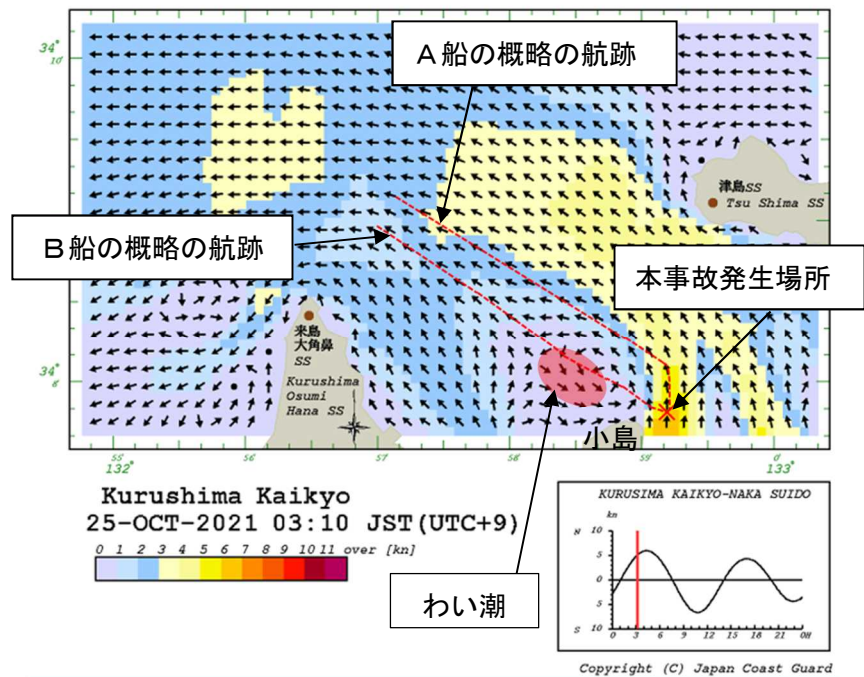 34°
10'
A船の概略の航跡
津島SS
Tsu Shima SS
B船の概略の航跡
本事故発生場所
来島
大角鼻
SS
Kurushima
Osumi
Hana SS
34°
8'
小島
55'
132°
56'
57'
58'
59'
133°
Kurushima Kaikyo
25-OCT-2021 03:10 JST(UTC+9)
0 1 2 3 4 5 6 7 8 9 10 11 over [kn]
わい潮
KURUSIMA KAIKYO-NAKA SUIDO
kn
N
10
5
0
5
S
10
0 3 6 9 12 15 18 21 0H
Copyright (C) Japan Coast Guard